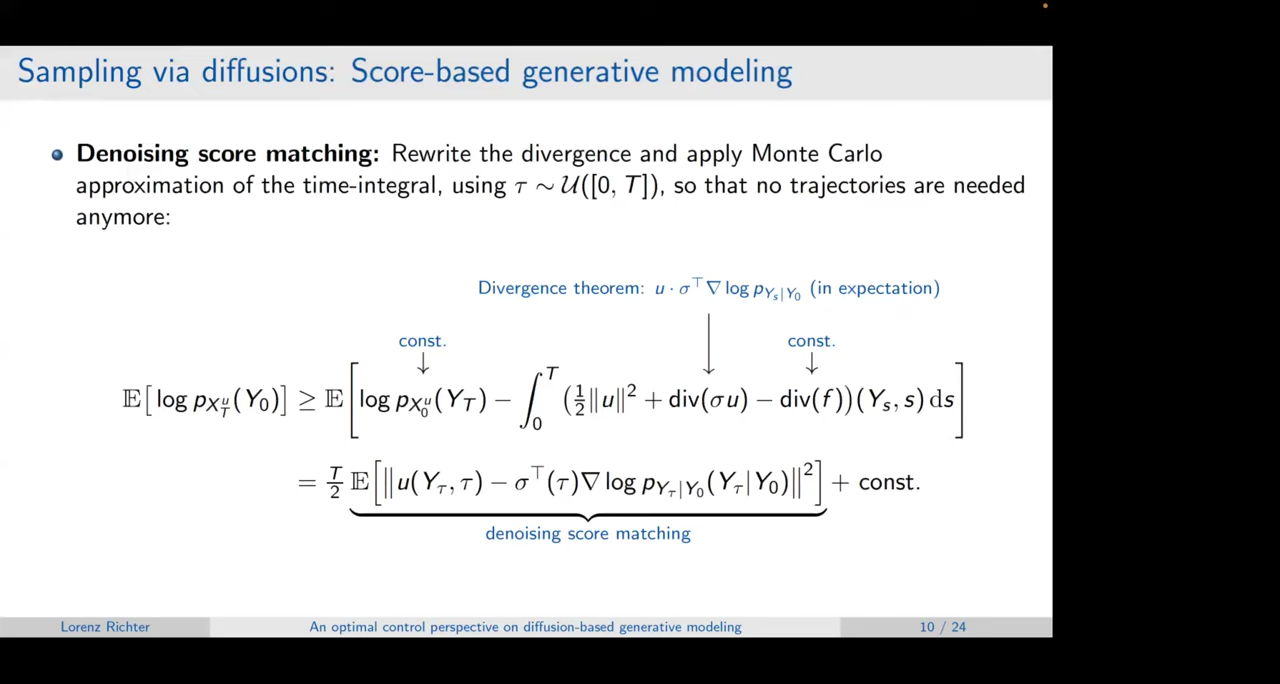 Sampling via diffusions: Score-based generative modeling
Denoising score matching: Rewrite the divergence and apply Monte Carlo
approximation of the time-integral, using τ ∼ 𝒰([0, T]), so that no trajectories are needed
anymore:
Divergence theorem: u · σ^⊤∇ log p_{Y_s|Y_0} (in expectation)
const. const.
𝔼[log p_{X_T^u}(Y_0)] ≥ 𝔼[log p_{X_0^u}(Y_T) − ∫_0^T (½‖u‖² + div(σu) − div(f))(Y_s, s) ds]
= T/2 𝔼[‖u(Y_τ, τ) − σ^⊤(τ)∇ log p_{Y_τ|Y_0}(Y_τ|Y_0)‖²] + const.
denoising score matching
Lorenz Richter An optimal control perspective on diffusion-based generative modeling 10 / 24